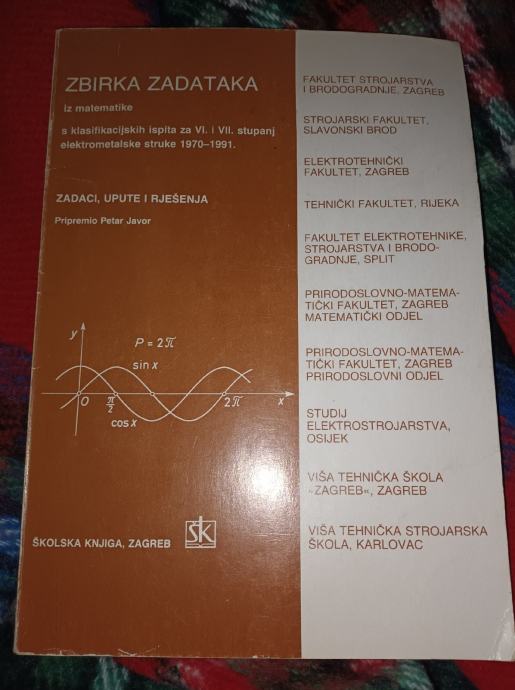 ZBIRKA ZADATAKA
iz matematike
s klasifikacijskih ispita za VI. i VII. stupanj
elektrometalske struke 1970–1991.
ZADACI, UPUTE I RJEŠENJA
Pripremio Petar Javor
y
P = 2π
sin x
O
π/2
2π
x
cos x
ŠKOLSKA KNJIGA, ZAGREB
ŠK
FAKULTET STROJARSTVA
I BRODOGRADNJE, ZAGREB
STROJARSKI FAKULTET,
SLAVONSKI BROD
ELEKTROTEHNIČKI
FAKULTET, ZAGREB
TEHNIČKI FAKULTET, RIJEKA
FAKULTET ELEKTROTEHNIKE,
STROJARSTVA I BRODO-
GRADNJE, SPLIT
PRIRODOSLOVNO-MATEMA-
TIČKI FAKULTET, ZAGREB
MATEMATIČKI ODJEL
PRIRODOSLOVNO-MATEMA-
TIČKI FAKULTET, ZAGREB
PRIRODOSLOVNI ODJEL
STUDIJ
ELEKTROSTROJARSTVA,
OSIJEK
VIŠA TEHNIČKA ŠKOLA
»ZAGREB«, ZAGREB
VIŠA TEHNIČKA STROJARSKA
ŠKOLA, KARLOVAC